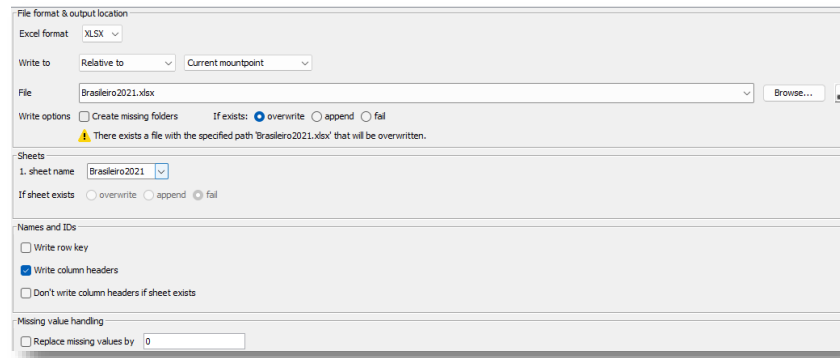 File format & output location
Excel format XLSX
Write to Relative to Current mountpoint
File Brasileiro2021.xlsx Browse...
Write options Create missing folders If exists: overwrite append fail
There exists a file with the specified path 'Brasileiro2021.xlsx' that will be overwritten.
Sheets
1. sheet name Brasileiro2021
If sheet exists overwrite append fail
Names and IDs
Write row key
Write column headers
Don't write column headers if sheet exists
Missing value handling
Replace missing values by 0